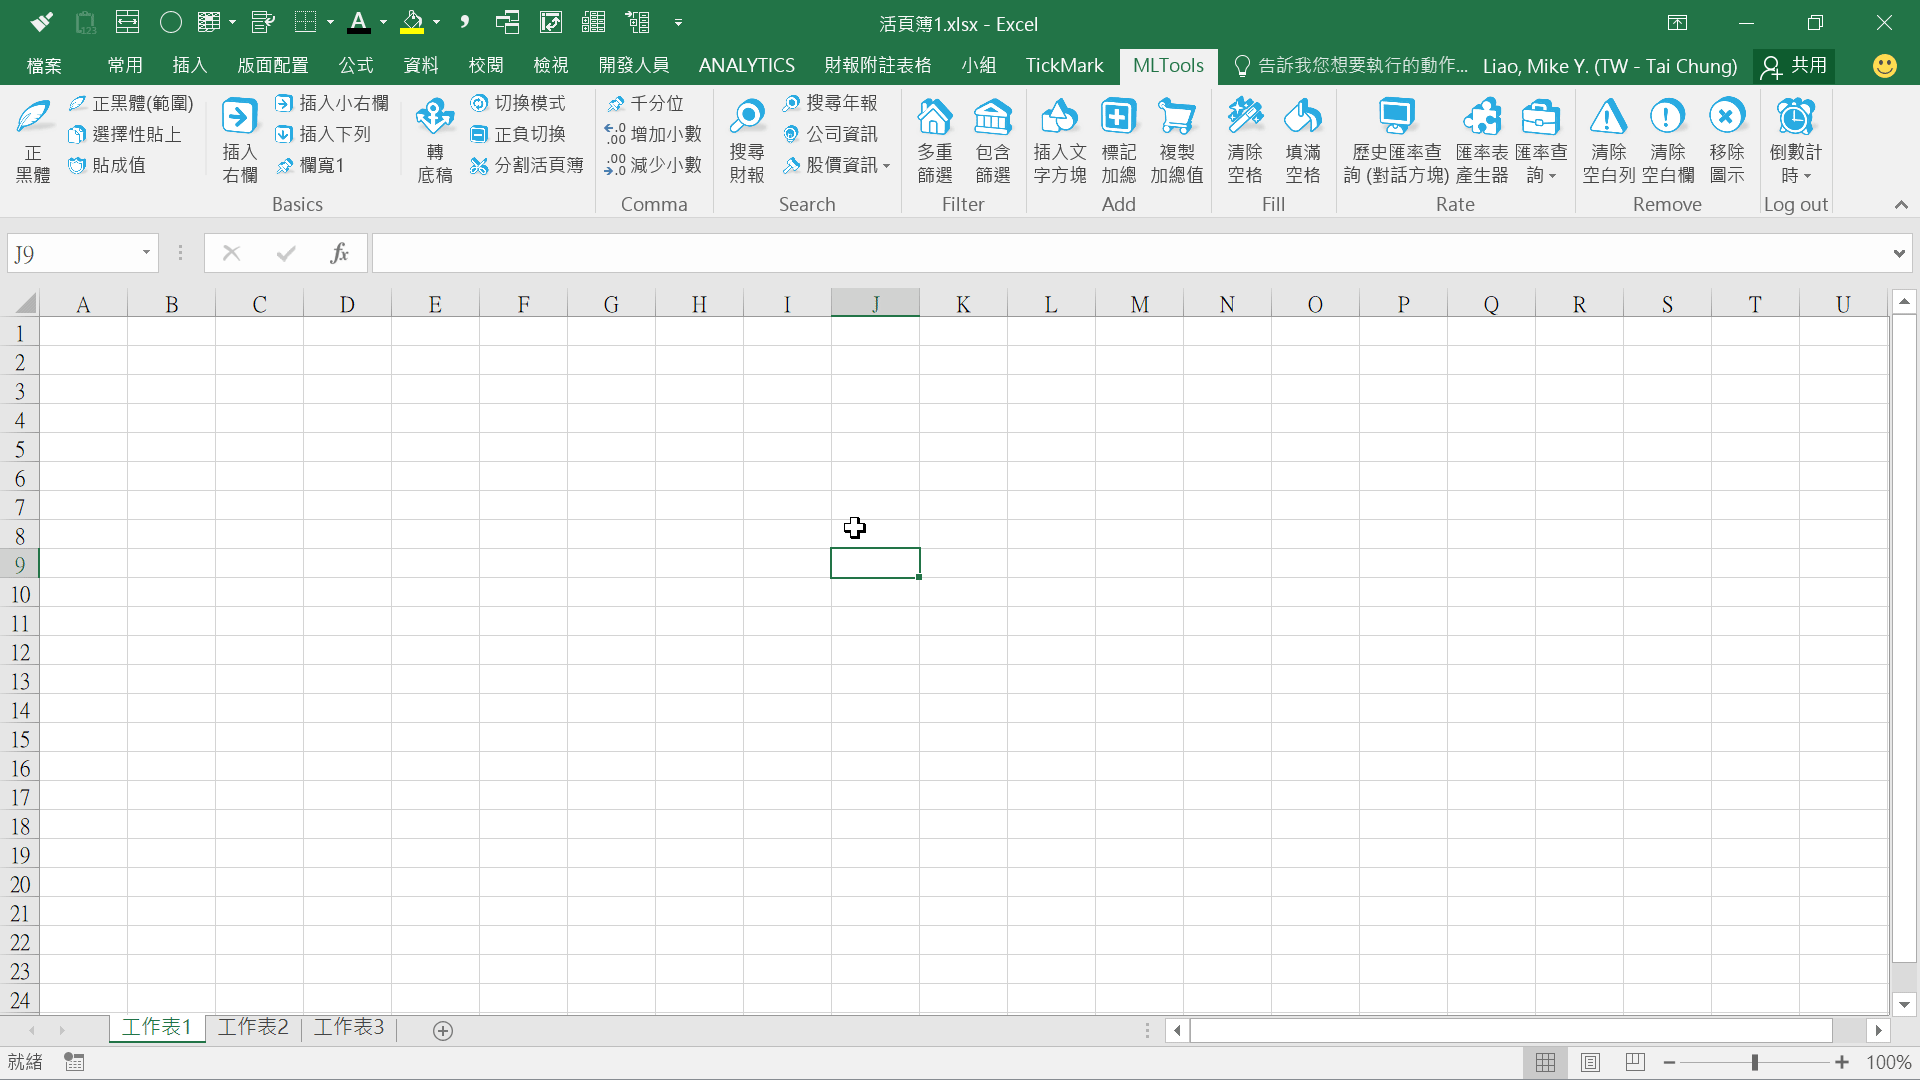 活頁簿1.xlsx - Excel
檔案 常用 插入 版面配置 公式 資料 校閱 檢視 開發人員 ANALYTICS 財報附註表格 小組 TickMark MLTools 告訴我您想要執行的動作... Liao, Mike Y. (TW - Tai Chung) 共用
正黑體(範圍) 插入小右欄 切換模式 千分位 搜尋年報
選擇性貼上 插入下列 正負切換 增加小數 公司資訊
貼成值 欄寬1 分割活頁簿 減少小數 股價資訊
正 插入 轉 搜尋 多重 包含 插入文 標記 複製 清除 填滿 歷史匯率查 匯率表 匯率查 清除 清除 移除 倒數計
黑體 右欄 底稿 財報 篩選 篩選 字方塊 加總 加總值 空格 空格 詢 (對話方塊) 產生器 詢 空白列 空白欄 圖示 時
Basics Comma Search Filter Add Fill Rate Remove Log out
J9 fx
A B C D E F G H I J K L M N O P Q R S T U
1
2
3
4
5
6
7
8
9
10
11
12
13
14
15
16
17
18
19
20
21
22
23
24
工作表1 工作表2 工作表3
就緒 100%